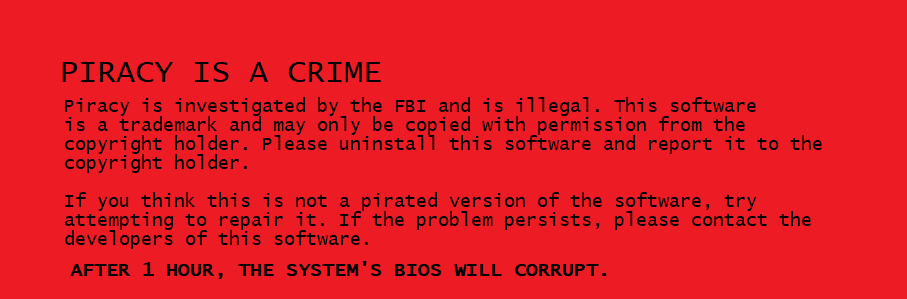 PIRACY IS A CRIME
Piracy is investigated by the FBI and is illegal. This software
is a trademark and may only be copied with permission from the
copyright holder. Please uninstall this software and report it to the
copyright holder.
If you think this is not a pirated version of the software, try
attempting to repair it. If the problem persists, please contact the
developers of this software.
AFTER 1 HOUR, THE SYSTEM'S BIOS WILL CORRUPT.